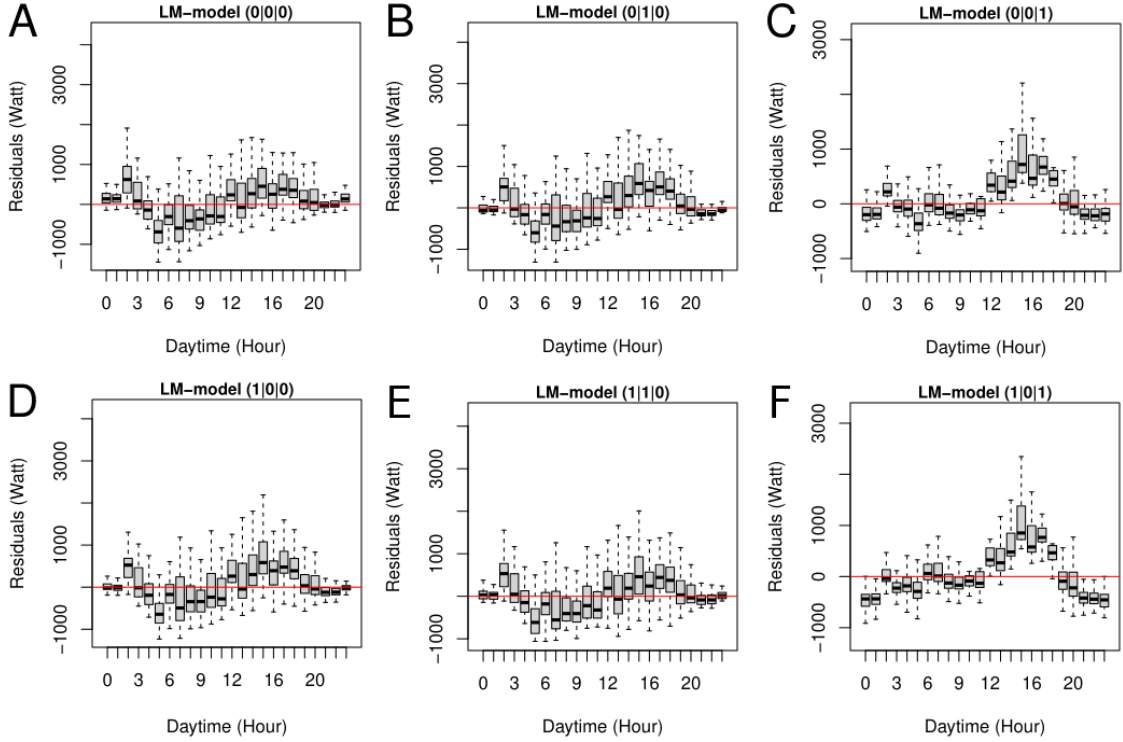 A
LM−model (0|0|0)
Residuals (Watt)
−1000 1000 3000
0 3 6 9 12 16 20
Daytime (Hour)
B
LM−model (0|1|0)
Residuals (Watt)
−1000 1000 3000
0 3 6 9 12 16 20
Daytime (Hour)
C
LM−model (0|0|1)
Residuals (Watt)
−1000 0 1000 3000
0 3 6 9 12 16 20
Daytime (Hour)
D
LM−model (1|0|0)
Residuals (Watt)
−1000 1000 3000
0 3 6 9 12 16 20
Daytime (Hour)
E
LM−model (1|1|0)
Residuals (Watt)
−1000 1000 3000
0 3 6 9 12 16 20
Daytime (Hour)
F
LM−model (1|0|1)
Residuals (Watt)
−1000 0 1000 3000
0 3 6 9 12 16 20
Daytime (Hour)